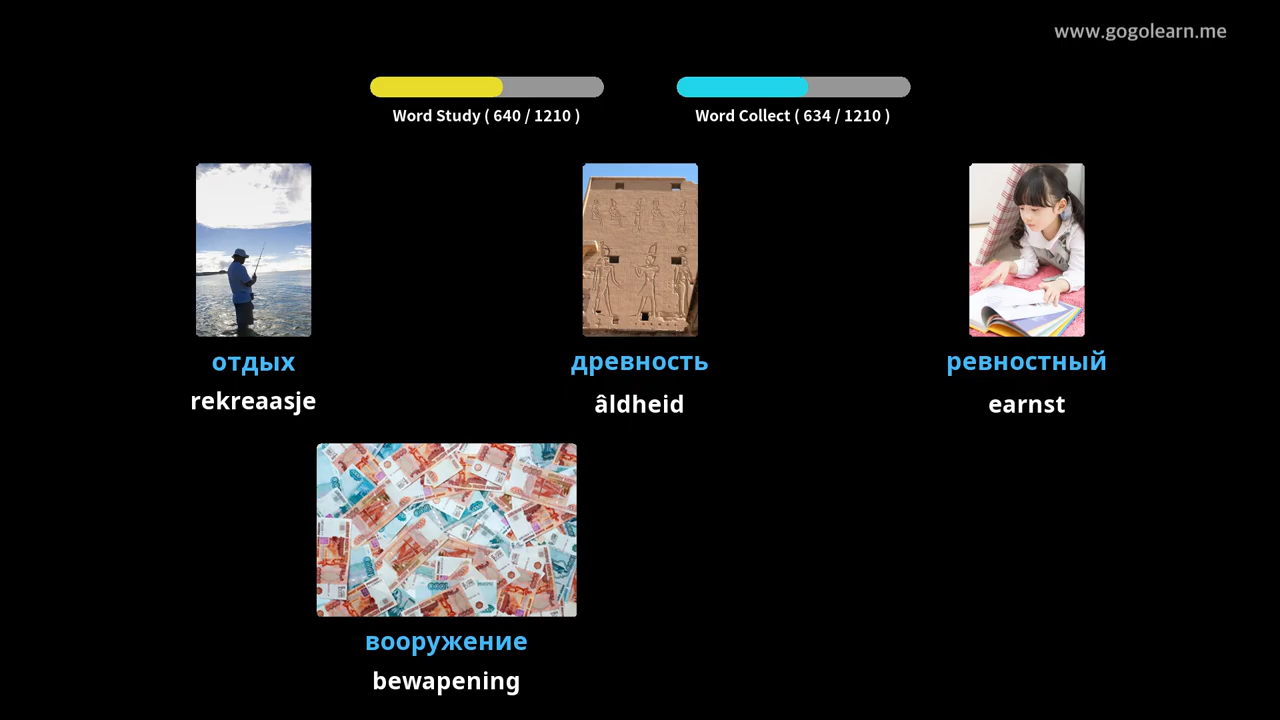 www.gogolearn.me
Word Study ( 640 / 1210 )
Word Collect ( 634 / 1210 )
отдых
древность
ревностный
rekreaasje
âldheid
earnst
вооружение
bewapening